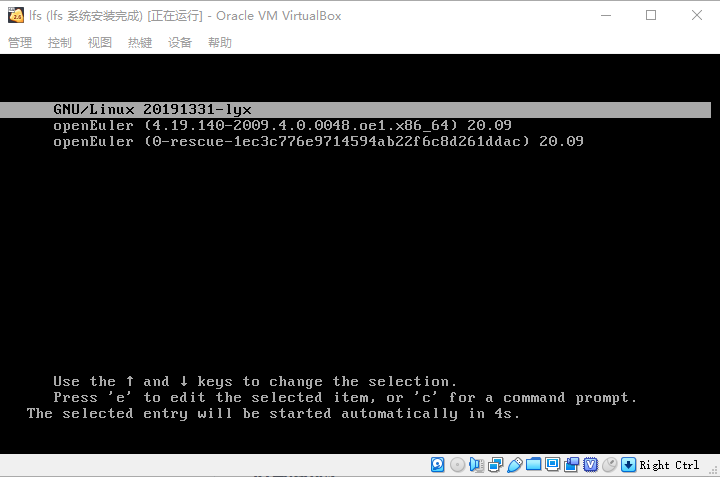 lfs (lfs 系统安装完成) [正在运行] - Oracle VM VirtualBox
管理 控制 视图 热键 设备 帮助
GNU/Linux 20191331-lyx
openEuler (4.19.140-2009.4.0.0048.oe1.x86_64) 20.09
openEuler (0-rescue-1ec3c776e9714594ab22f6c8d261ddac) 20.09
Use the ↑ and ↓ keys to change the selection.
Press 'e' to edit the selected item, or 'c' for a command prompt.
The selected entry will be started automatically in 4s.
Right Ctrl